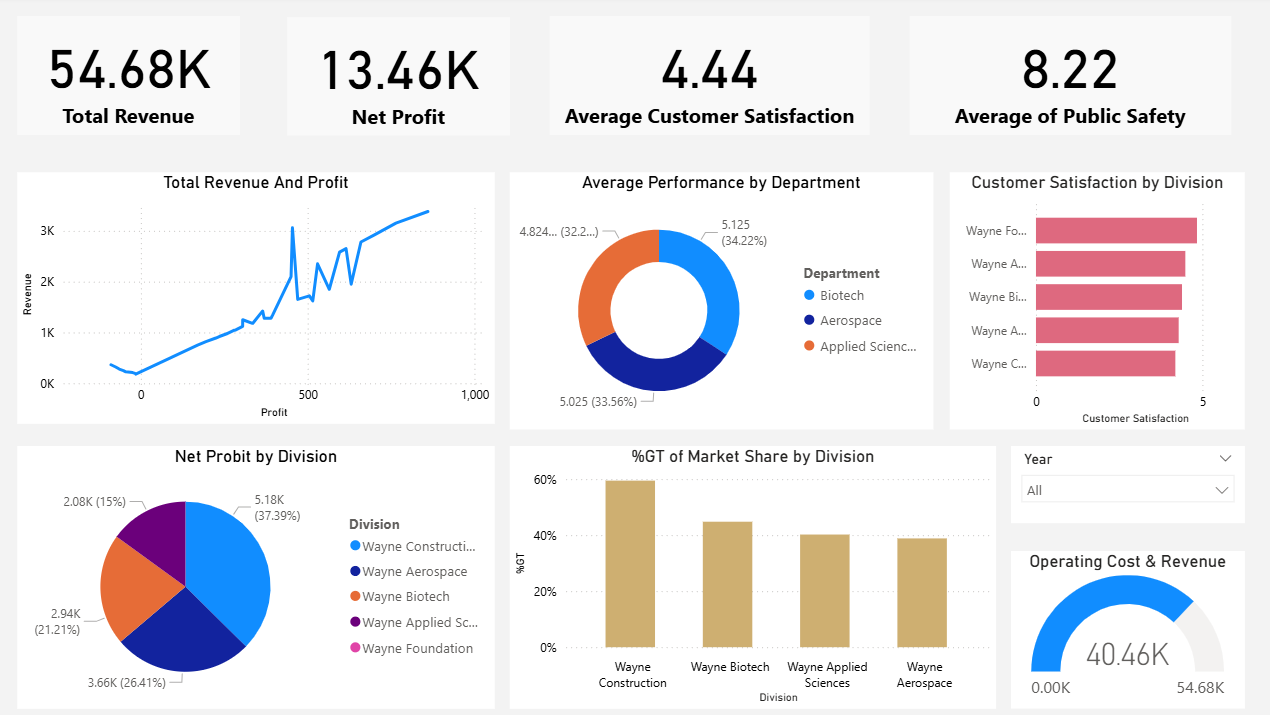 54.68K
Total Revenue
13.46K
Net Profit
4.44
Average Customer Satisfaction
8.22
Average of Public Safety
Total Revenue And Profit
Revenue
3K
2K
1K
0K
0
500
1,000
Profit
Average Performance by Department
4.824... (32.2...)
5.125
(34.22%)
5.025 (33.56%)
Department
Biotech
Aerospace
Applied Scienc...
Customer Satisfaction by Division
Wayne Fo...
Wayne A...
Wayne Bi...
Wayne A...
Wayne C...
0
5
Customer Satisfaction
Net Probit by Division
2.08K (15%)
5.18K
(37.39%)
2.94K
(21.21%)
3.66K (26.41%)
Division
Wayne Constructi...
Wayne Aerospace
Wayne Biotech
Wayne Applied Sc...
Wayne Foundation
%GT of Market Share by Division
%GT
60%
40%
20%
0%
Wayne
Construction
Wayne Biotech
Wayne Applied
Sciences
Wayne
Aerospace
Division
Year
All
Operating Cost & Revenue
40.46K
0.00K
54.68K